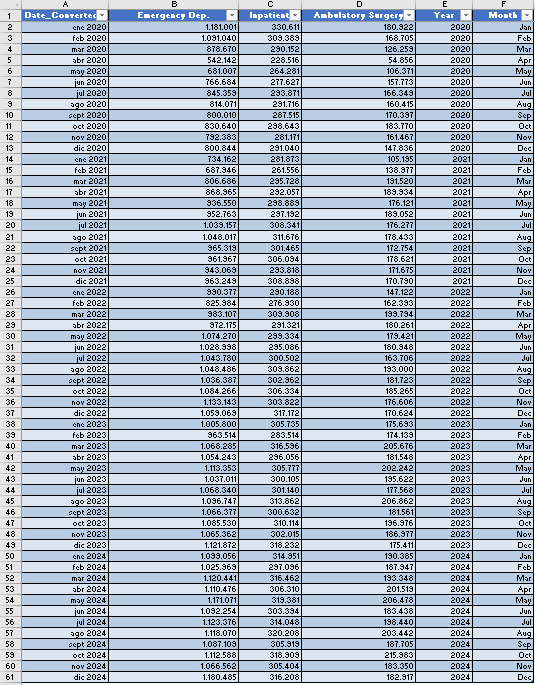 A B C D E F
1 Date_Converted Emergency Dep. Inpatient Ambulatory Surgery Year Month
2 ene 2020 1.181.001 330.611 180.922 2020 Jan
3 feb 2020 1.091.040 309.389 168.705 2020 Feb
4 mar 2020 878.670 290.152 126.259 2020 Mar
5 abr 2020 542.142 228.516 54.856 2020 Apr
6 may 2020 681.007 264.281 106.371 2020 May
7 jun 2020 766.684 277.627 157.773 2020 Jun
8 jul 2020 845.359 293.871 166.349 2020 Jul
9 ago 2020 814.071 291.716 160.415 2020 Aug
10 sept 2020 800.010 287.515 170.397 2020 Sep
11 oct 2020 830.640 298.643 183.770 2020 Oct
12 nov 2020 792.383 281.171 161.467 2020 Nov
13 dic 2020 800.844 291.040 147.836 2020 Dec
14 ene 2021 734.162 281.873 105.195 2021 Jan
15 feb 2021 687.946 261.556 138.977 2021 Feb
16 mar 2021 806.686 295.728 191.520 2021 Mar
17 abr 2021 868.965 292.057 189.934 2021 Apr
18 may 2021 936.550 298.889 176.121 2021 May
19 jun 2021 952.763 297.192 189.052 2021 Jun
20 jul 2021 1.039.157 308.341 176.277 2021 Jul
21 ago 2021 1.048.017 311.676 178.433 2021 Aug
22 sept 2021 965.319 301.465 172.754 2021 Sep
23 oct 2021 961.967 306.094 178.621 2021 Oct
24 nov 2021 943.069 293.818 171.675 2021 Nov
25 dic 2021 963.249 308.898 170.790 2021 Dec
26 ene 2022 990.377 290.188 147.122 2022 Jan
27 feb 2022 825.984 276.930 162.393 2022 Feb
28 mar 2022 983.107 309.908 199.794 2022 Mar
29 abr 2022 972.175 291.321 180.261 2022 Apr
30 may 2022 1.074.270 299.334 179.421 2022 May
31 jun 2022 1.028.998 295.086 180.948 2022 Jun
32 jul 2022 1.043.780 300.502 163.706 2022 Jul
33 ago 2022 1.048.486 309.862 193.000 2022 Aug
34 sept 2022 1.036.387 302.962 181.723 2022 Sep
35 oct 2022 1.084.266 306.334 185.265 2022 Oct
36 nov 2022 1.133.143 303.822 176.606 2022 Nov
37 dic 2022 1.059.069 317.172 170.624 2022 Dec
38 ene 2023 1.005.800 305.735 175.693 2023 Jan
39 feb 2023 963.514 283.514 174.139 2023 Feb
40 mar 2023 1.068.285 316.596 205.676 2023 Mar
41 abr 2023 1.054.243 296.056 181.548 2023 Apr
42 may 2023 1.113.353 305.777 202.242 2023 May
43 jun 2023 1.037.011 300.105 195.622 2023 Jun
44 jul 2023 1.068.340 301.140 177.568 2023 Jul
45 ago 2023 1.096.747 313.862 206.862 2023 Aug
46 sept 2023 1.066.377 300.632 181.561 2023 Sep
47 oct 2023 1.085.530 310.114 196.976 2023 Oct
48 nov 2023 1.065.362 302.015 186.977 2023 Nov
49 dic 2023 1.121.872 318.232 175.411 2023 Dec
50 ene 2024 1.099.056 314.951 190.385 2024 Jan
51 feb 2024 1.025.969 297.096 187.947 2024 Feb
52 mar 2024 1.120.441 316.462 193.348 2024 Mar
53 abr 2024 1.110.476 306.310 201.519 2024 Apr
54 may 2024 1.171.071 319.381 206.478 2024 May
55 jun 2024 1.092.254 303.394 183.438 2024 Jun
56 jul 2024 1.123.376 314.048 198.440 2024 Jul
57 ago 2024 1.118.070 320.208 203.442 2024 Aug
58 sept 2024 1.087.109 305.919 187.705 2024 Sep
59 oct 2024 1.112.588 318.909 215.983 2024 Oct
60 nov 2024 1.066.562 305.404 183.350 2024 Nov
61 dic 2024 1.180.485 316.208 182.917 2024 Dec